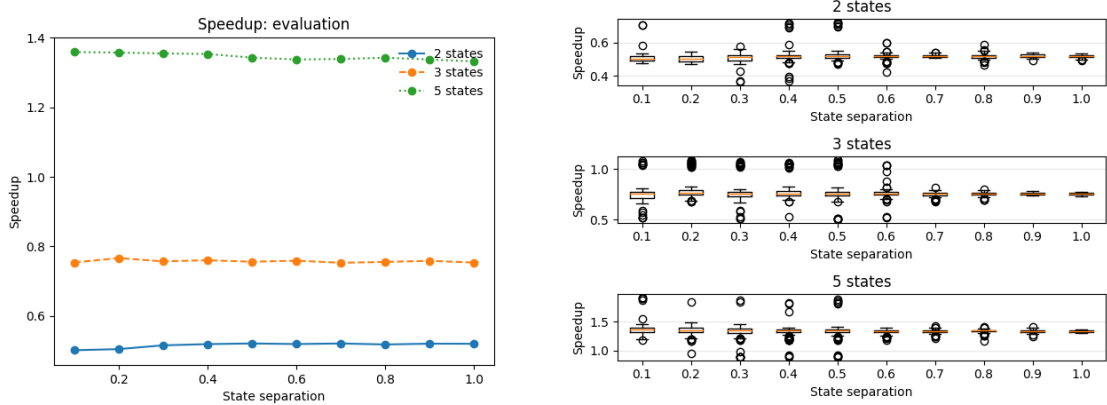 Speedup: evaluation
1.4
1.2
1.0
0.8
0.6
Speedup
0.2 0.4 0.6 0.8 1.0
State separation
2 states
3 states
5 states
2 states
0.6
0.4
Speedup
0.1 0.2 0.3 0.4 0.5 0.6 0.7 0.8 0.9 1.0
State separation
3 states
1.0
0.5
Speedup
0.1 0.2 0.3 0.4 0.5 0.6 0.7 0.8 0.9 1.0
State separation
5 states
1.5
1.0
Speedup
0.1 0.2 0.3 0.4 0.5 0.6 0.7 0.8 0.9 1.0
State separation